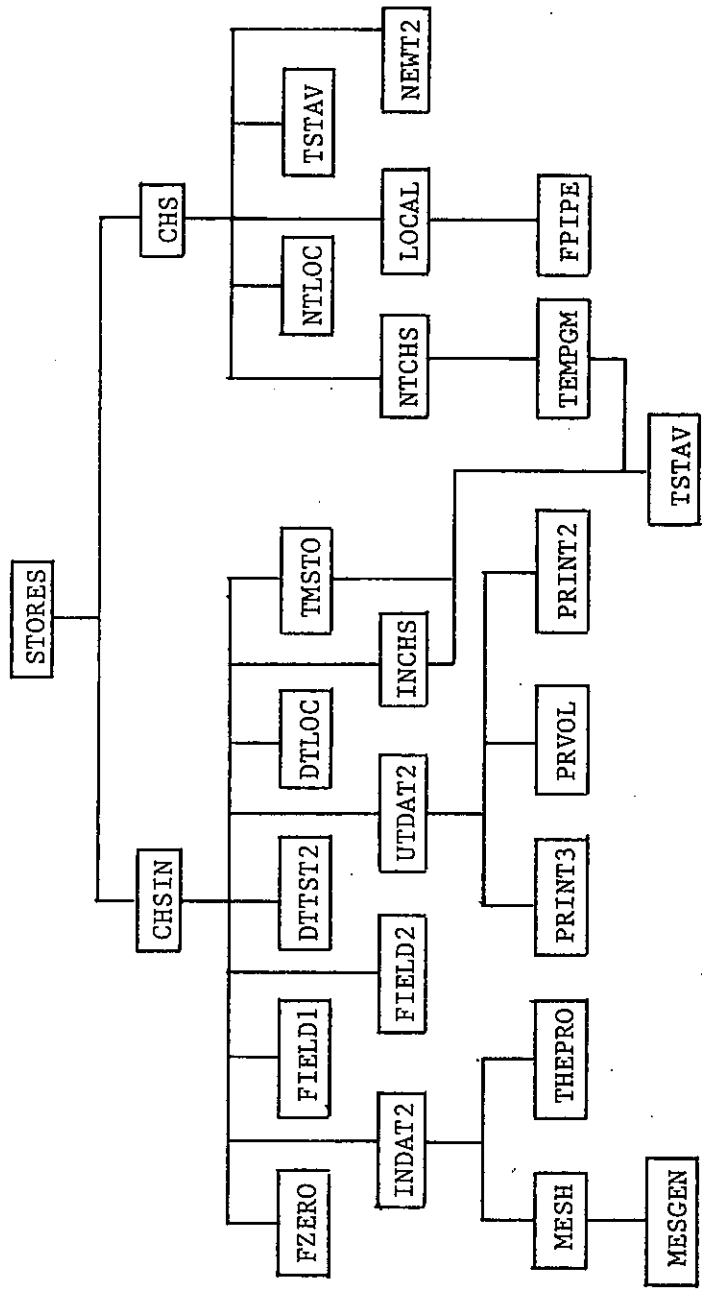 STORES
CHSIN
CHS
FZERO
FIELD1
DTTST2
DTLOC
TMSTO
NTLOC
TSTAV
INDAT2
FIELD2
UTDAT2
INCHS
NTCHS
LOCAL
NEWT2
MESH
THEPRO
PRINT3
PRVOL
PRINT2
TEMPGM
FPIPE
MESGEN
TSTAV